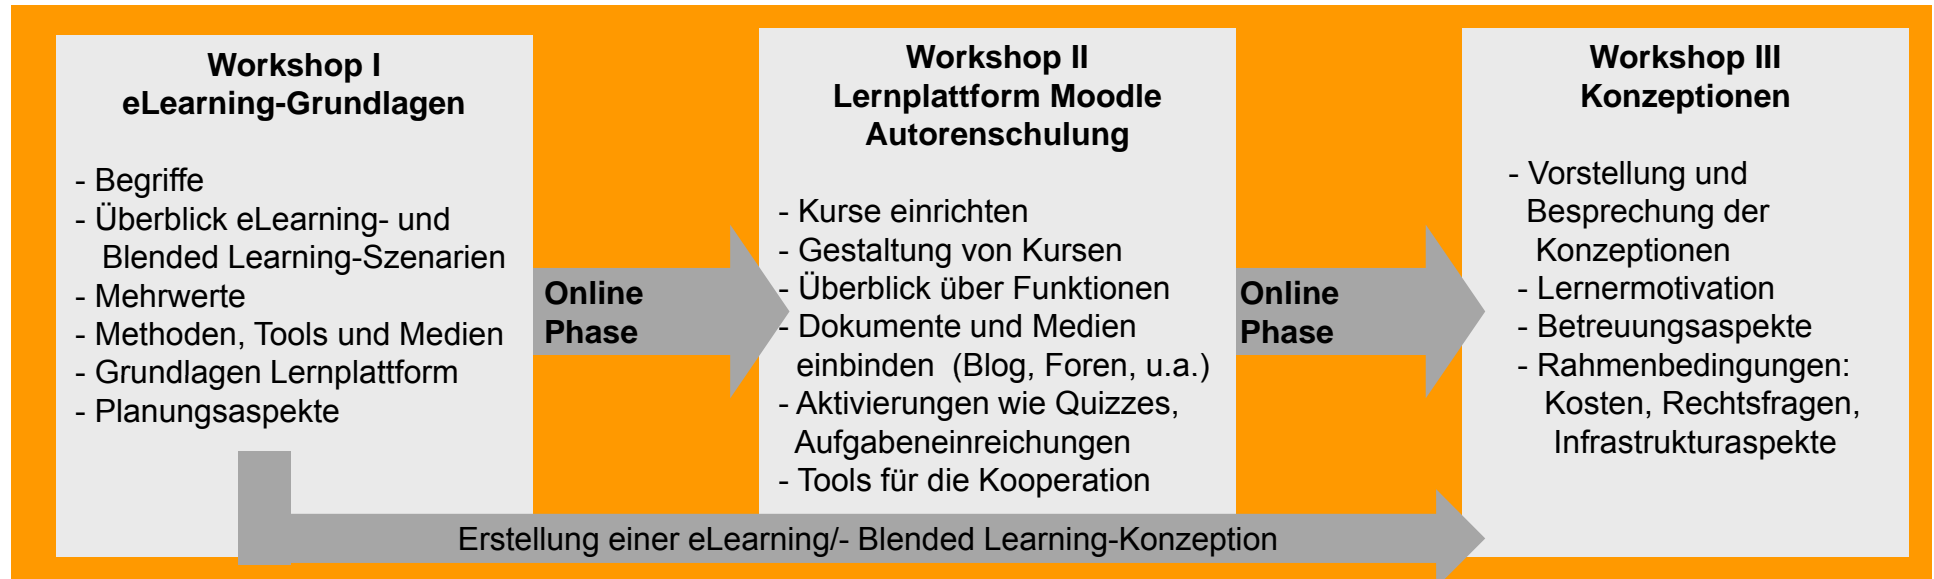 Workshop I
eLearning-Grundlagen
- Begriffe
- Überblick eLearning- und
Blended Learning-Szenarien
- Mehrwerte
- Methoden, Tools und Medien
- Grundlagen Lernplattform
- Planungsaspekte
Online
Phase
Workshop II
Lernplattform Moodle
Autorenschulung
- Kurse einrichten
- Gestaltung von Kursen
- Überblick über Funktionen
- Dokumente und Medien
einbinden  (Blog, Foren, u.a.)
- Aktivierungen wie Quizzes,
Aufgabeneinreichungen
- Tools für die Kooperation
Online
Phase
Workshop III
Konzeptionen
- Vorstellung und
Besprechung der
Konzeptionen
- Lernermotivation
- Betreuungsaspekte
- Rahmenbedingungen:
Kosten, Rechtsfragen,
Infrastrukturaspekte
Erstellung einer eLearning/- Blended Learning-Konzeption